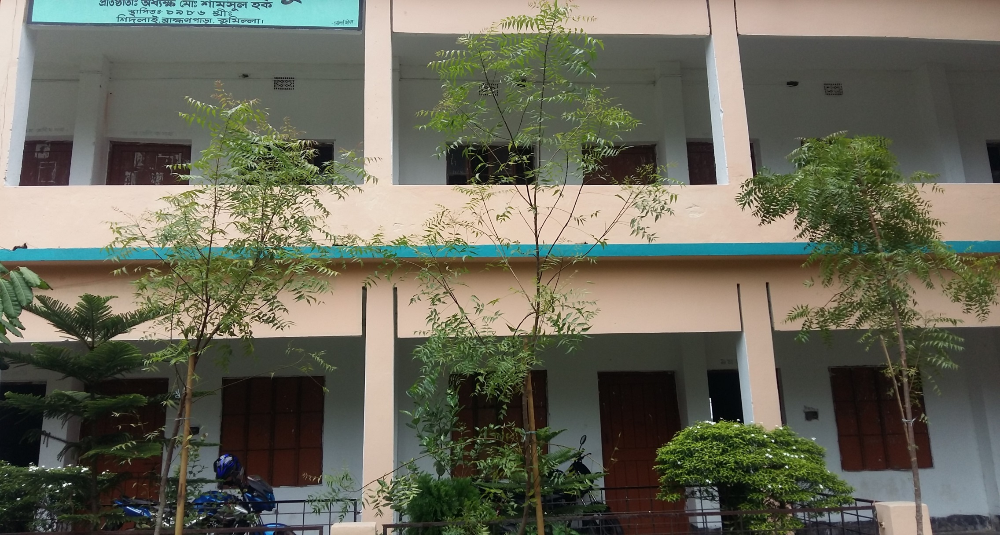 প্রতিষ্ঠাতাঃ অধ্যক্ষ মোঃ শামসুল হক
স্থাপিতঃ- ১৯৮৬ খ্রীঃ
শিদলাই, ব্রাহ্মণপাড়া, কুমিল্লা।